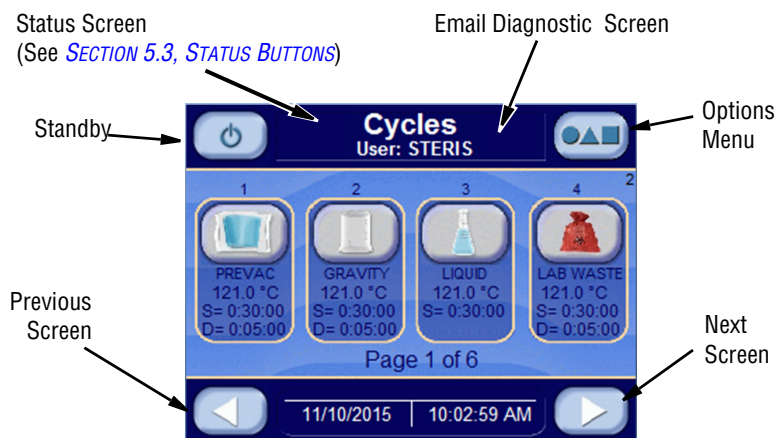 Status Screen
(See SECTION 5.3, STATUS BUTTONS)
Email Diagnostic Screen
Standby
Cycles
User: STERIS
Options
Menu
1
2
3
4
2
PREVAC
121.0 °C
S= 0:30:00
D= 0:05:00
GRAVITY
121.0 °C
S= 0:30:00
D= 0:05:00
LIQUID
121.0 °C
S= 0:30:00
LAB WASTE
121.0 °C
S= 0:30:00
D= 0:05:00
Previous
Screen
Page 1 of 6
Next
Screen
11/10/2015
10:02:59 AM